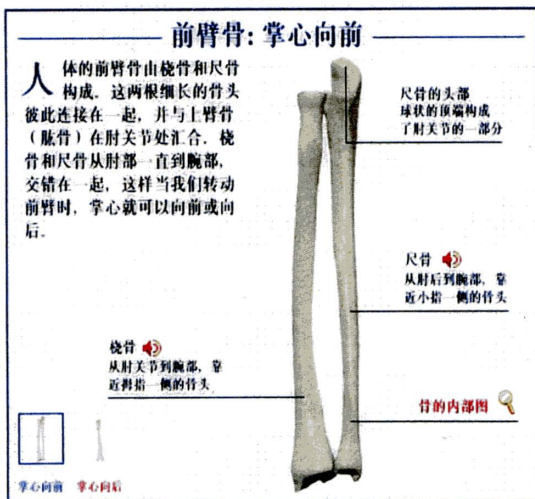 前臂骨: 掌心向前
人体的前臂骨由桡骨和尺骨
构成。这两根细长的骨头
彼此连接在一起，并与上臂骨
（肱骨）在肘关节处汇合。桡
骨和尺骨从肘部一直到腕部，
交错在一起，这样当我们转动
前臂时，掌心就可以向前或向
后。
尺骨的头部
球状的顶端构成
了肘关节的一部分
尺骨
从肘后到腕部，靠
近小指一侧的骨头
桡骨
从肘关节到腕部，靠
近拇指一侧的骨头
骨的内部图
掌心向前 掌心向后